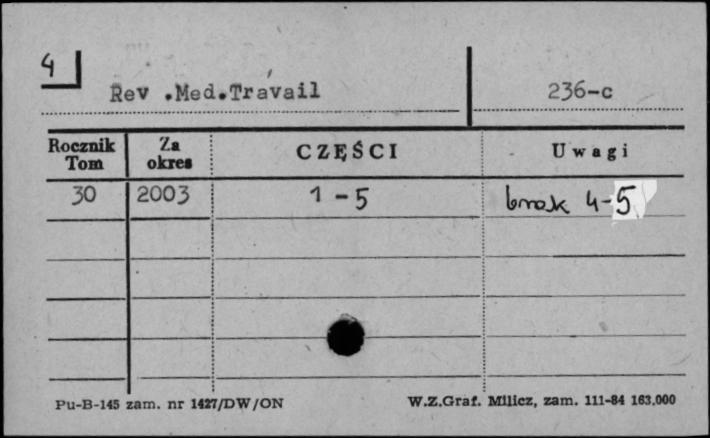 4
Rev .Med.Travail 236-c
Rocznik Tom Za okres CZĘŚCI Uwagi
30 2003 1-5 brak 4-5
Pu-B-145 zam. nr 1427/DW/ON W.Z.Graf. Milicz, zam. 111-84 163.000